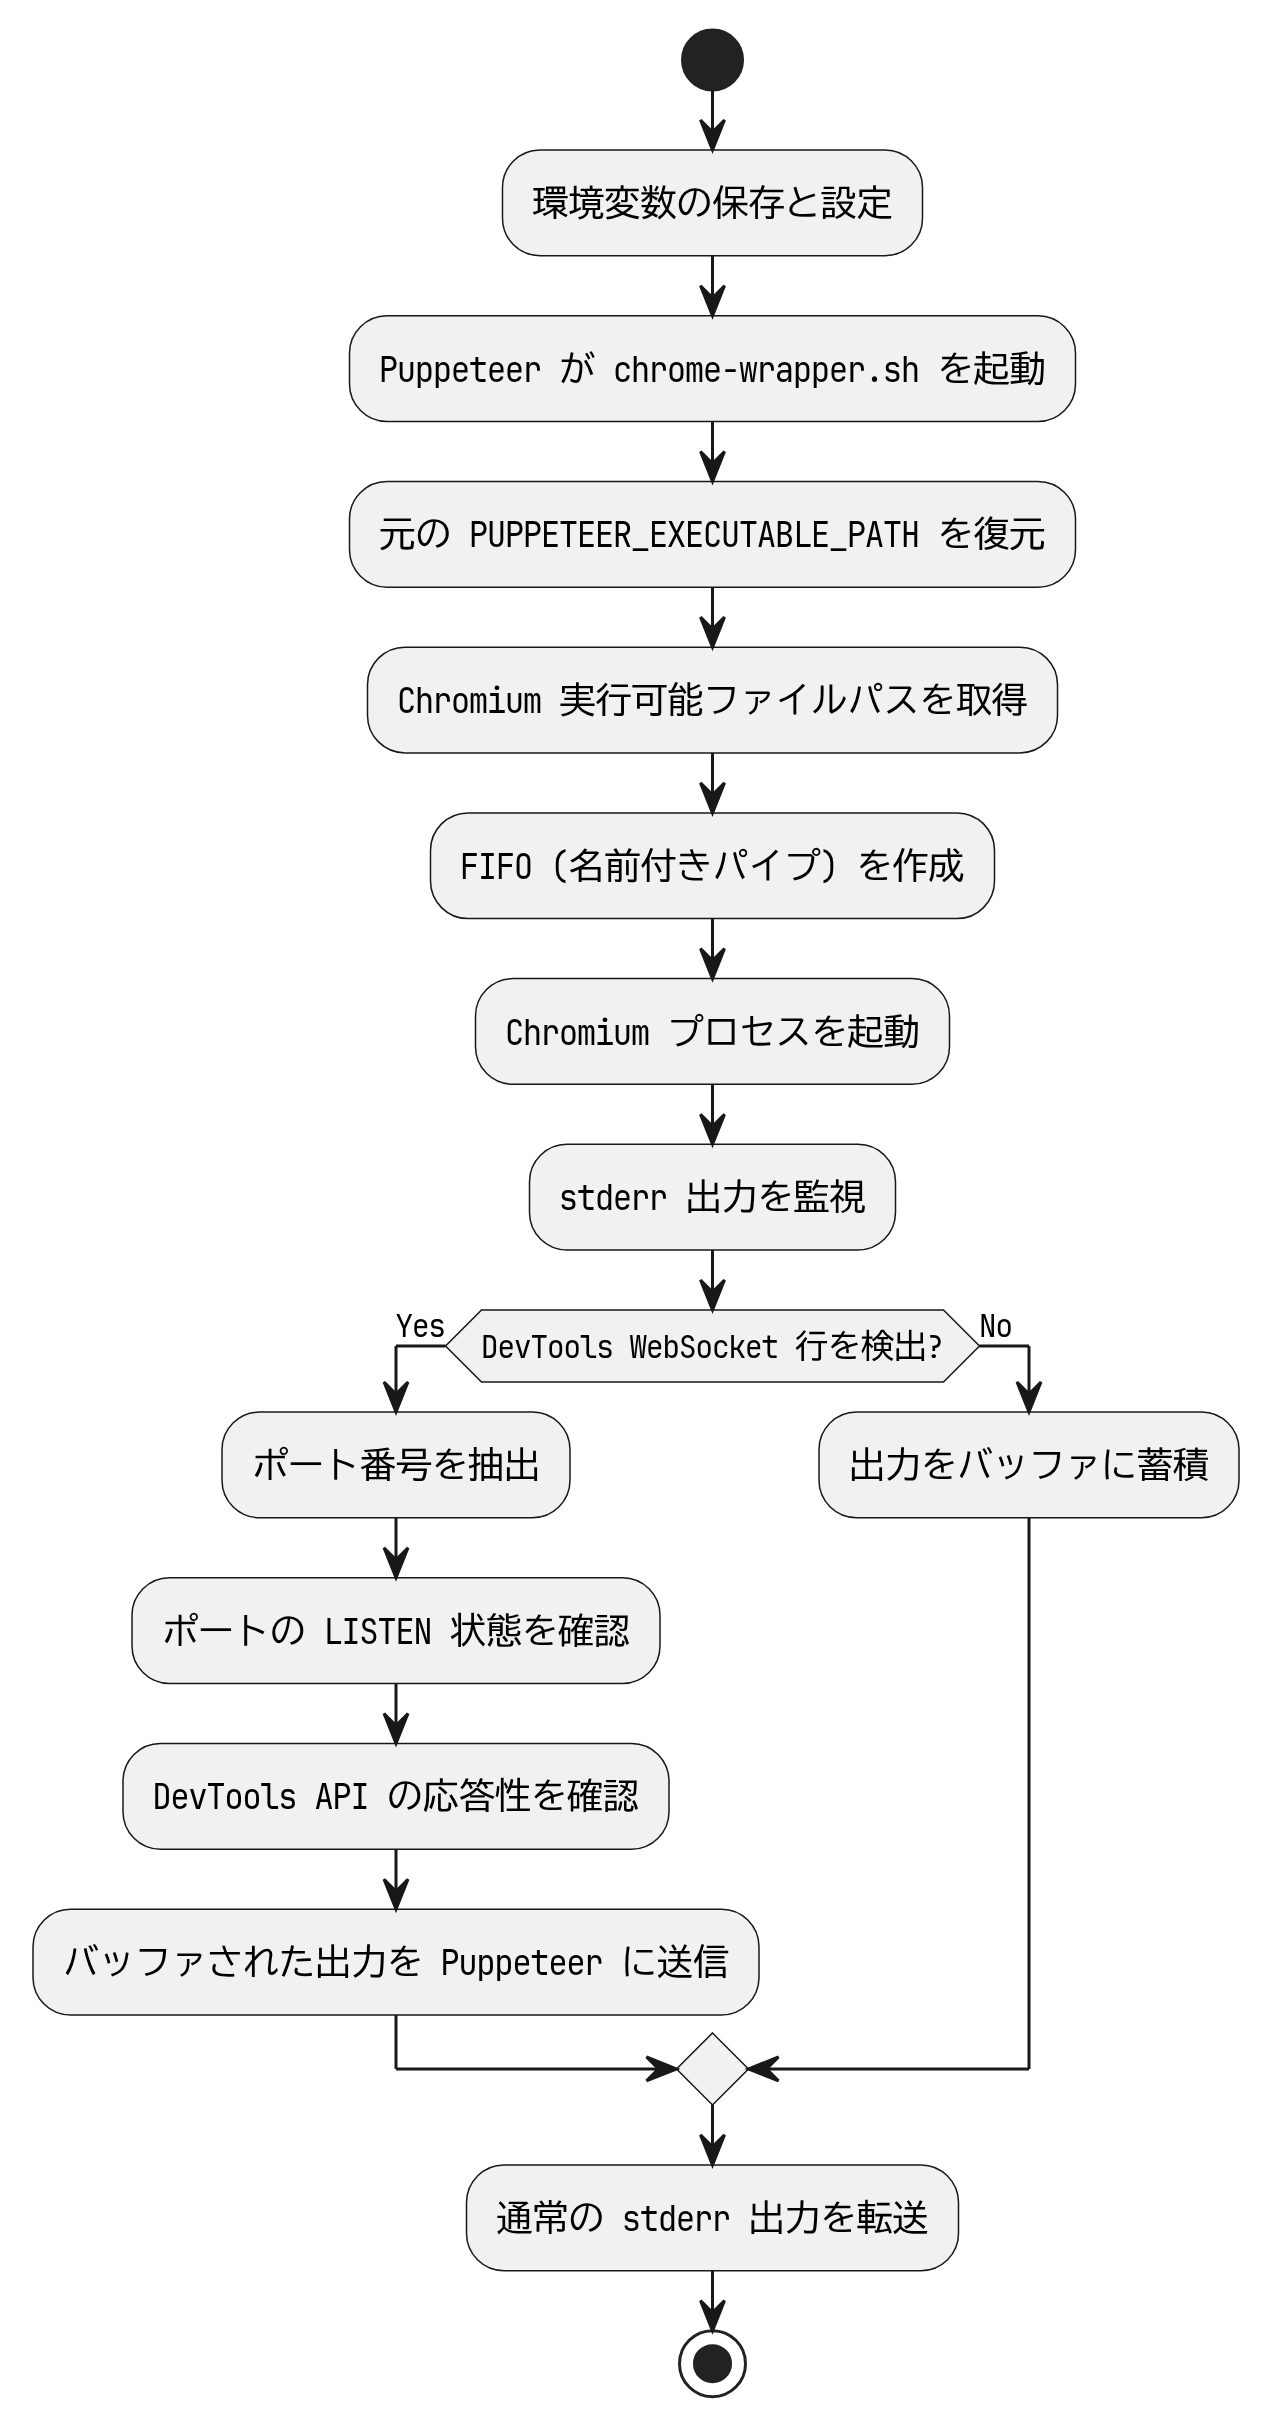 環境変数の保存と設定
Puppeteer が chrome-wrapper.sh を起動
元の PUPPETEER_EXECUTABLE_PATH を復元
Chromium 実行可能ファイルパスを取得
FIFO (名前付きパイプ) を作成
Chromium プロセスを起動
stderr 出力を監視
DevTools WebSocket 行を検出?
Yes
No
ポート番号を抽出
ポートの LISTEN 状態を確認
DevTools API の応答性を確認
バッファされた出力を Puppeteer に送信
出力をバッファに蓄積
通常の stderr 出力を転送